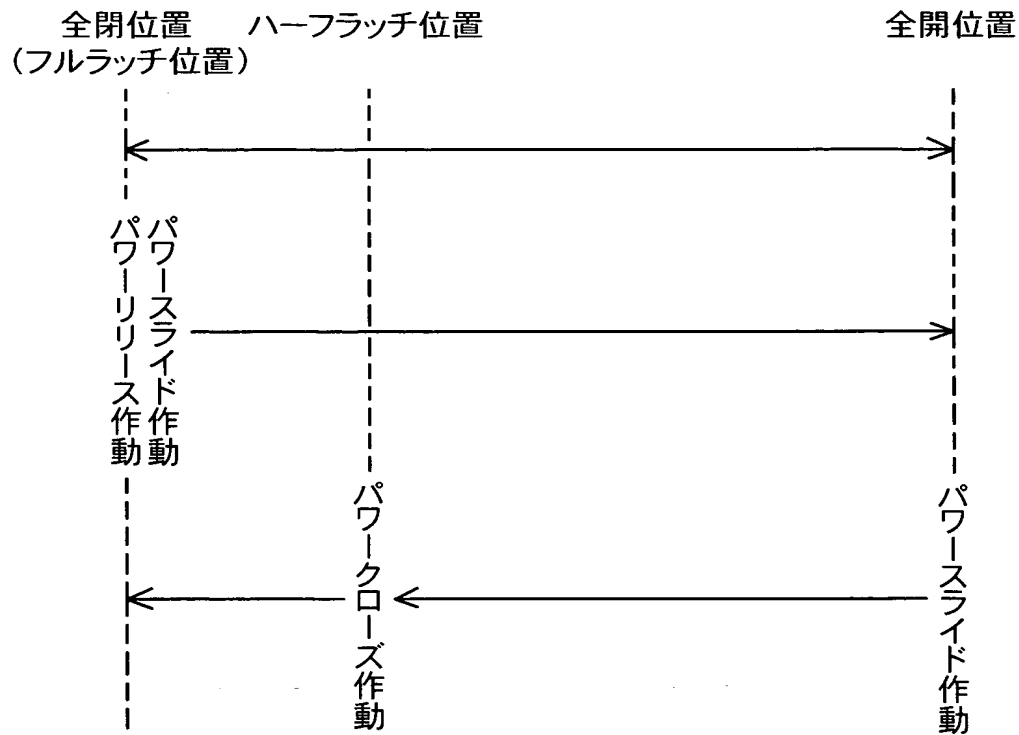 全閉位置
(フルラッチ位置)
ハーフラッチ位置
全開位置
パワースライド作動
パワーリリース作動
パワークローズ作動
パワースライド作動